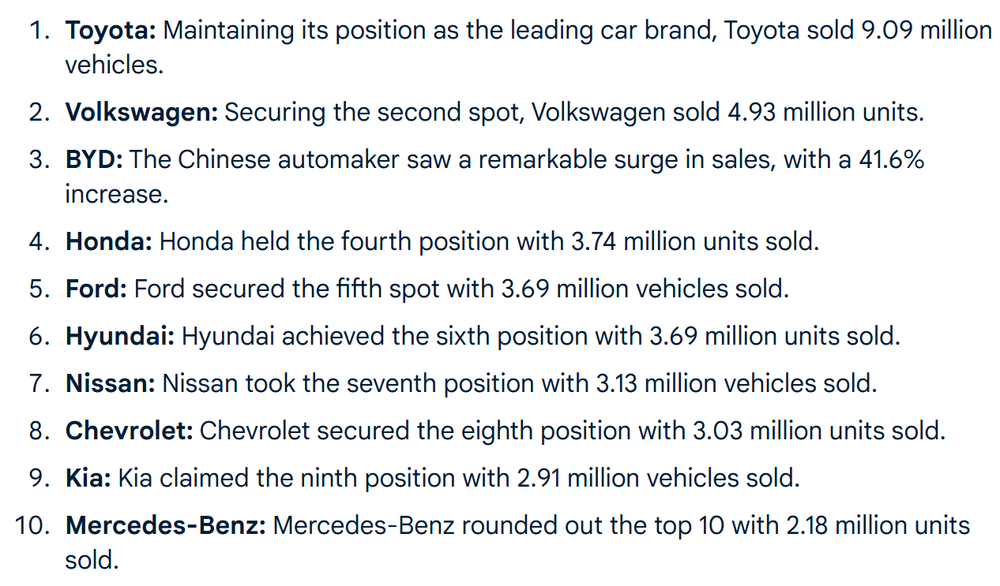 1. Toyota: Maintaining its position as the leading car brand, Toyota sold 9.09 million
vehicles.
2. Volkswagen: Securing the second spot, Volkswagen sold 4.93 million units.
3. BYD: The Chinese automaker saw a remarkable surge in sales, with a 41.6%
increase.
4. Honda: Honda held the fourth position with 3.74 million units sold.
5. Ford: Ford secured the fifth spot with 3.69 million vehicles sold.
6. Hyundai: Hyundai achieved the sixth position with 3.69 million units sold.
7. Nissan: Nissan took the seventh position with 3.13 million vehicles sold.
8. Chevrolet: Chevrolet secured the eighth position with 3.03 million units sold.
9. Kia: Kia claimed the ninth position with 2.91 million vehicles sold.
10. Mercedes-Benz: Mercedes-Benz rounded out the top 10 with 2.18 million units
sold.